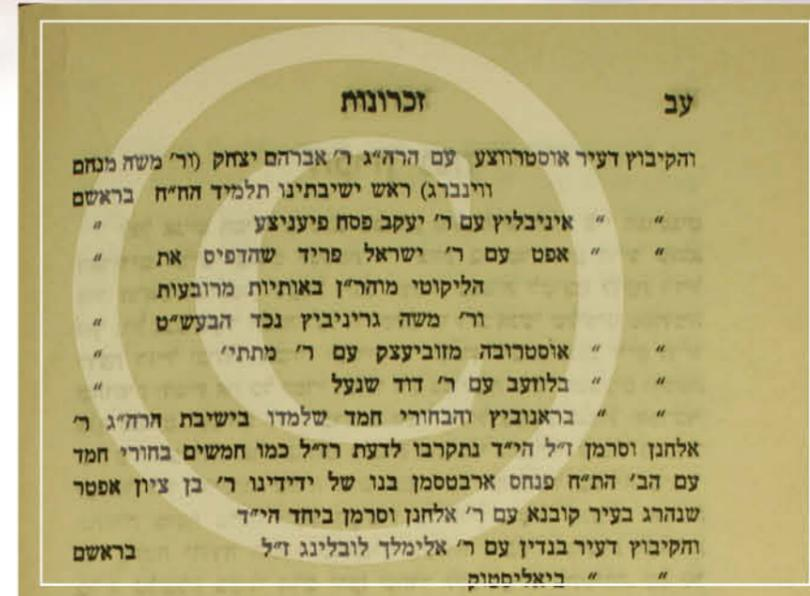 עב זכרונות
והקיבוץ דעיר אוסטרווצע עם הרה״ג ר׳ אברהם יצחק (ור׳ משה מנחם
ווינברג) ראש ישיבתינו תלמיד הח״ח בראשם
״ ״ איניבליץ עם ר׳ יעקב פסח פיעניצע ״
״ ״ אפט עם ר׳ ישראל פריד שהדפיס את ״
הליקוטי מוהר״ן באותיות מרובעות
ור׳ משה גריניביץ נכד הבעש״ט ״
״ ״ אוסטרובה מזוביעצק עם ר׳ מתתי׳ ״
״ ״ בלוזעב עם ר׳ דוד שנעל ״
״ ״ בראנוביץ והבחורי חמד שלמדו בישיבת הרה״ג ר׳
אלחנן וסרמן ז״ל הי״ד נתקרבו לדעת רז״ל כמו חמשים בחורי חמד
עם הב׳ הת״ח פנחס ארבטסמן בנו של ידידינו ר׳ בן ציון אפטר
שנהרג בעיר קובנא עם ר׳ אלחנן וסרמן ביחד הי״ד
והקיבוץ דעיר בנדין עם ר׳ אלימלך לובלינג ז״ל בראשם
״ ״ ביאליסטוק